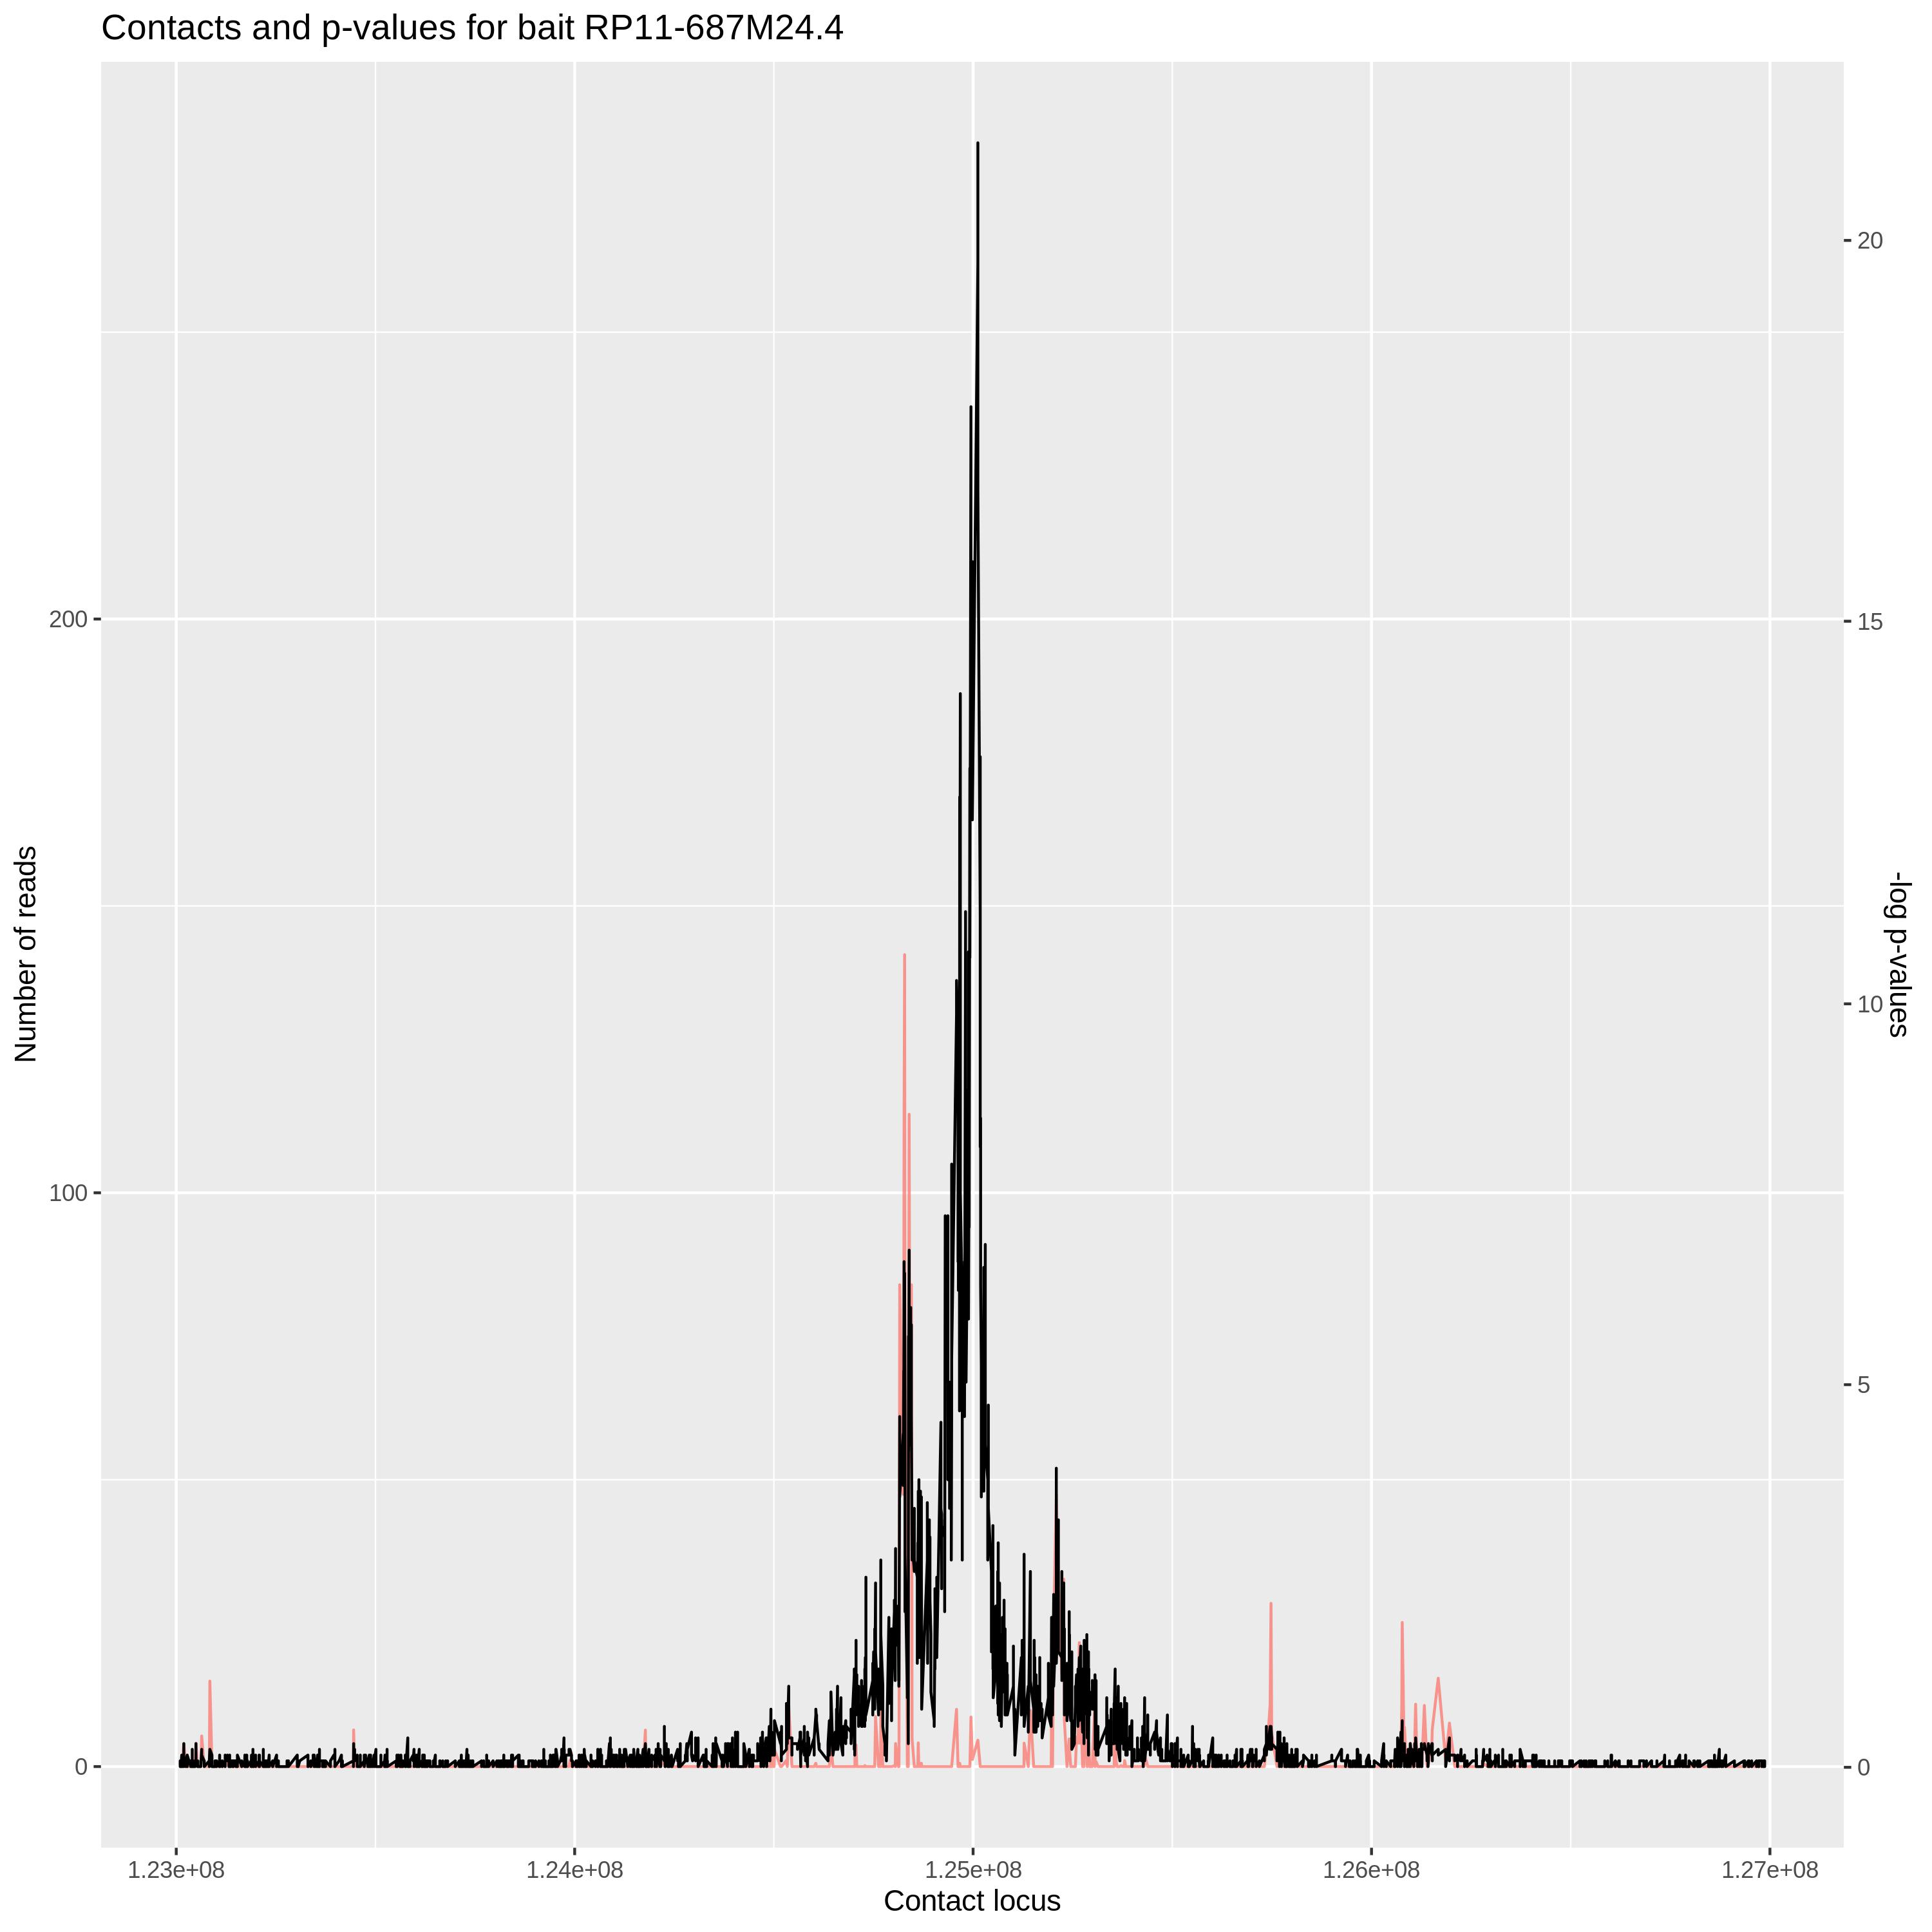 Contacts and p-values for bait RP11-687M24.4
Number of reads
200
100
0
20
15
10
5
0
-log p-values
1.23e+08
1.24e+08
1.25e+08
1.26e+08
1.27e+08
Contact locus